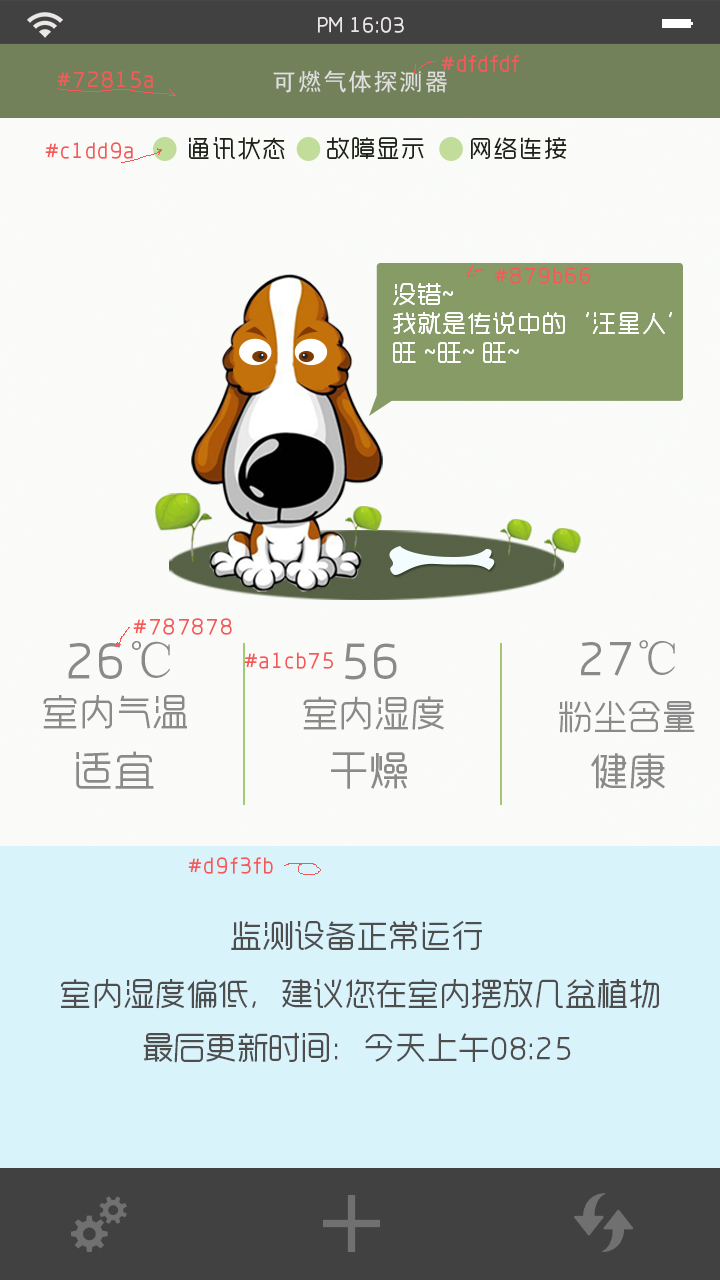 PM 16:03
#72815a
可燃气体探测器
#dfdfdf
#c1dd9a
通讯状态 故障显示 网络连接
#879b66
没错~
我就是传说中的‘汪星人’
旺 ~旺~ 旺~
#787878
26℃ #a1cb75 56 27℃
室内气温 室内湿度 粉尘含量
适宜 干燥 健康
#d9f3fb
监测设备正常运行
室内湿度偏低，建议您在室内摆放几盆植物
最后更新时间：今天上午08:25